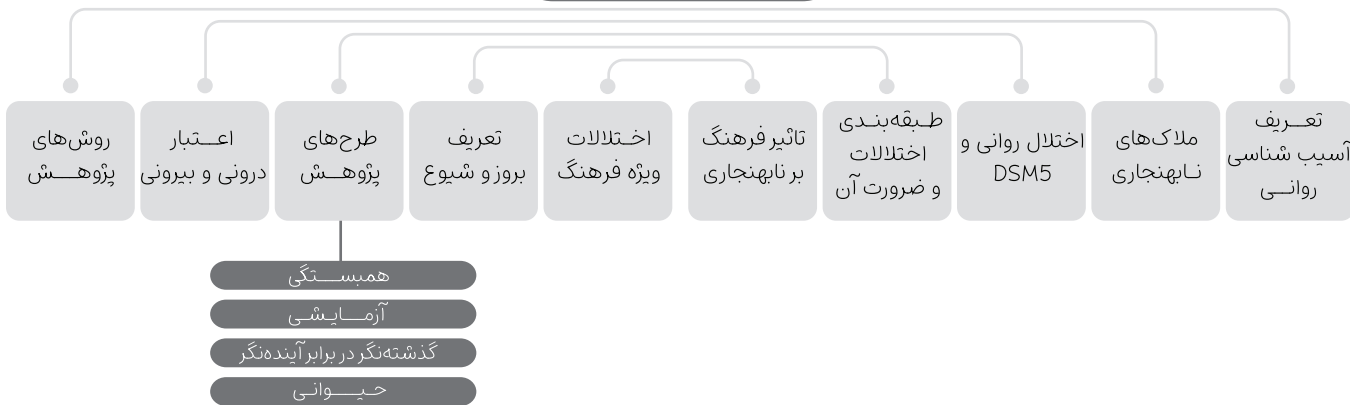 تعریف
آسیب شناسی
روانی
ملاک‌های
نابهنجاری
اختلال روانی و
DSM5
طبقه‌بندی
اختلالات
و ضرورت آن
تاثیر فرهنگ
بر نابهنجاری
اختلالات
ویژه فرهنگ
تعریف
بروز و شیوع
طرح‌های
پژوهش
اعتبار
درونی و بیرونی
روش‌های
پژوهش
همبستگی
آزمایشی
گذشته‌نگر در برابر آینده‌نگر
حیوانی